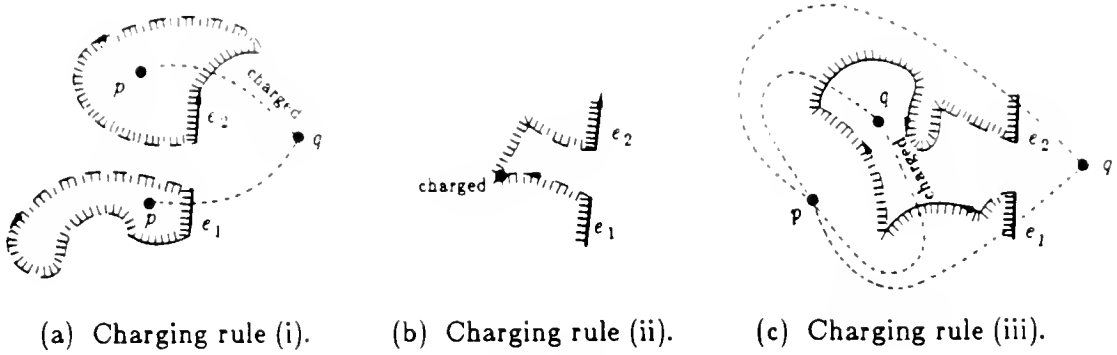 p
charged
e₂
q
p
e₁
charged
e₂
e₁
q
charged
p
e₂
q
e₁
(a) Charging rule (i).
(b) Charging rule (ii).
(c) Charging rule (iii).